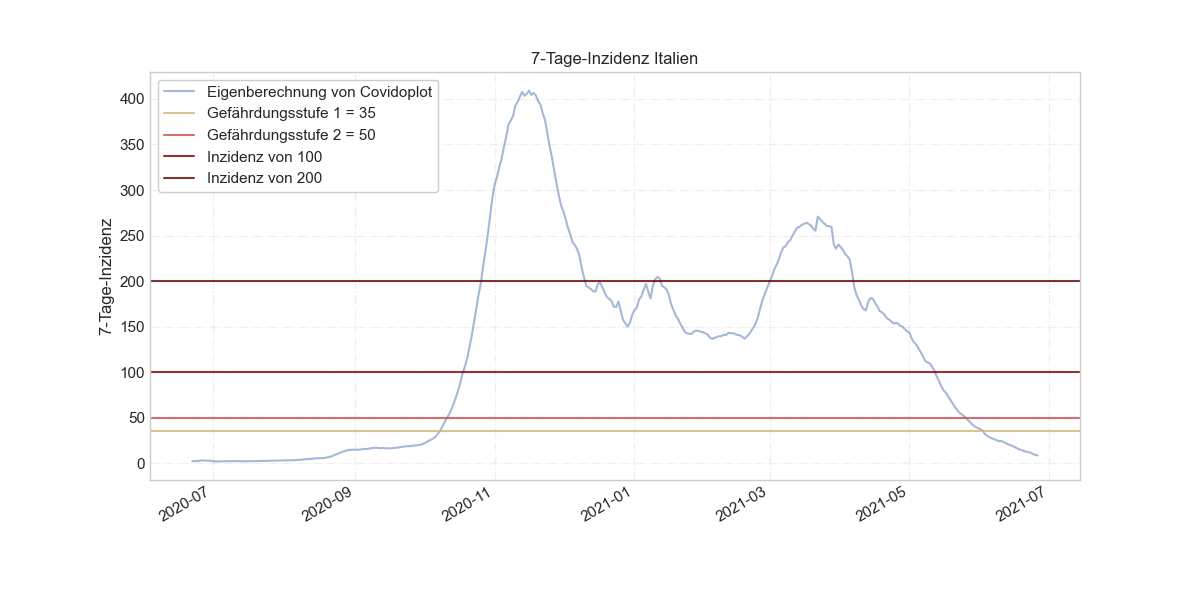 7-Tage-Inzidenz Italien
Eigenberechnung von Covidoplot
Gefährdungsstufe 1 = 35
Gefährdungsstufe 2 = 50
Inzidenz von 100
Inzidenz von 200
7-Tage-Inzidenz
400
350
300
250
200
150
100
50
0
2020-07
2020-09
2020-11
2021-01
2021-03
2021-05
2021-07